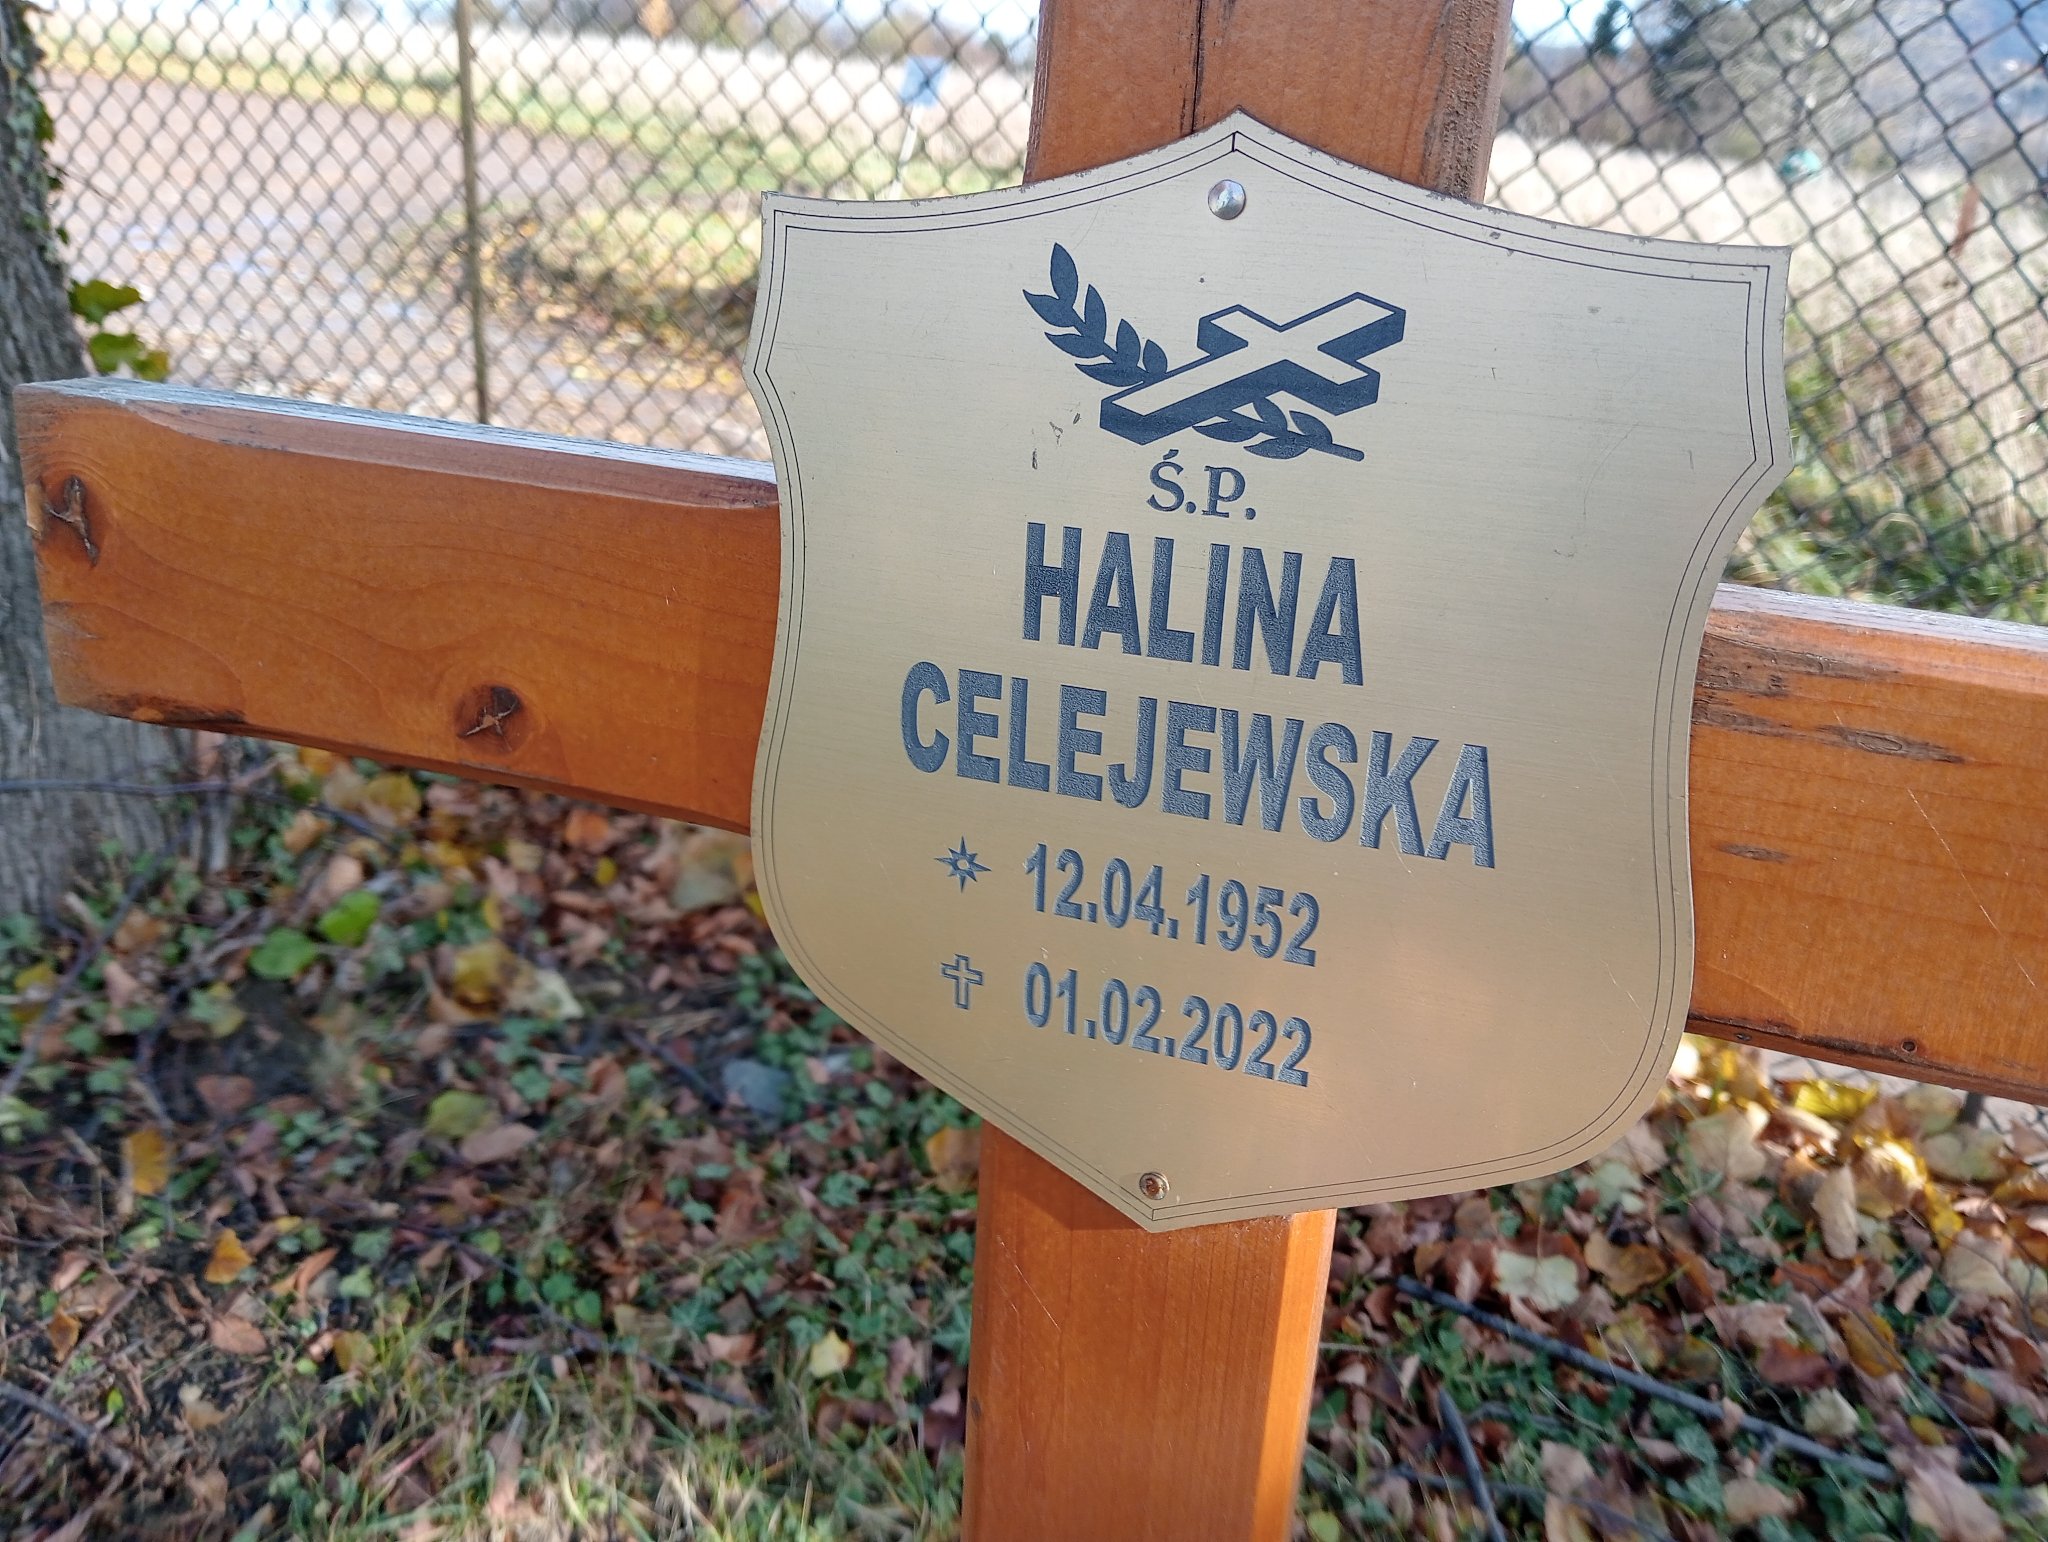 Ś.P.
HALINA
CELEJEWSKA
12.04.1952
01.02.2022